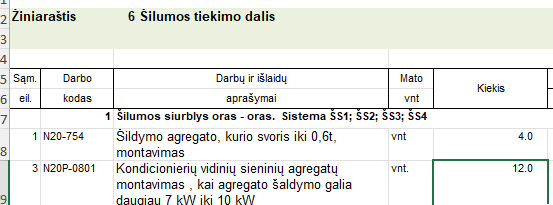 2 Žiniaraštis 6 Šilumos tiekimo dalis
3
4
5 Sąm. Darbo Darbų ir išlaidų Mato Kiekis
6 eil. kodas aprašymai vnt
7 1 Šilumos siurblys oras - oras. Sistema ŠS1; ŠS2; ŠS3; ŠS4
1 N20-754 Šildymo agregato, kurio svoris iki 0,6t, vnt 4.0
8 montavimas
3 N20P-0801 Kondicionierių vidinių sieninių agregatų vnt. 12.0
montavimas , kai agregato šaldymo galia
9 daugiau 7 kW iki 10 kW